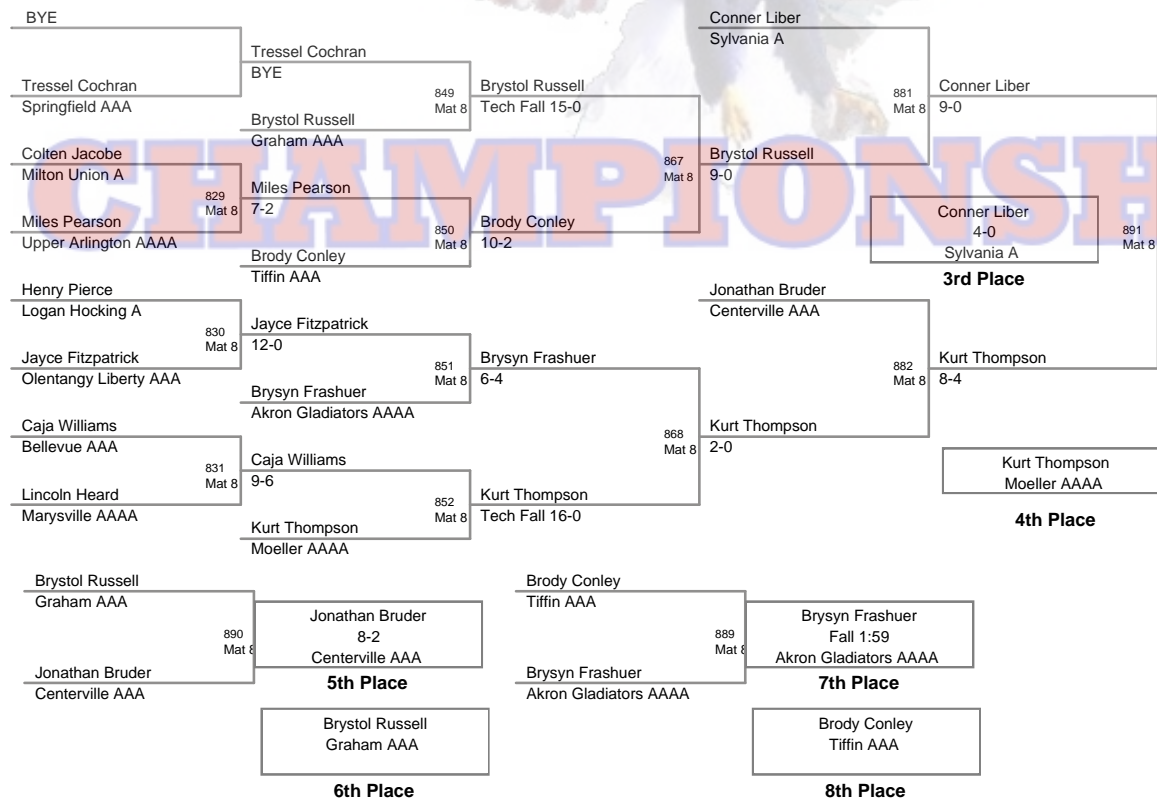 BYE
Tressel Cochran
Springfield AAA
Colten Jacobe
Milton Union A
829
Mat 8
Miles Pearson
Upper Arlington AAAA
Henry Pierce
Logan Hocking A
830
Mat 8
Jayce Fitzpatrick
Olentangy Liberty AAA
Caja Williams
Bellevue AAA
831
Mat 8
Lincoln Heard
Marysville AAAA
Tressel Cochran
BYE
849
Mat 8
Brystol Russell
Graham AAA
Miles Pearson
7-2
850
Mat 8
Brody Conley
Tiffin AAA
Jayce Fitzpatrick
12-0
851
Mat 8
Brysyn Frashuer
Akron Gladiators AAAA
Caja Williams
9-6
852
Mat 8
Kurt Thompson
Moeller AAAA
Brystol Russell
Tech Fall 15-0
867
Mat 8
Brody Conley
10-2
Brysyn Frashuer
6-4
868
Mat 8
Kurt Thompson
Tech Fall 16-0
Conner Liber
Sylvania A
881
Mat 8
Brystol Russell
9-0
Jonathan Bruder
Centerville AAA
882
Mat 8
Kurt Thompson
2-0
Conner Liber
9-0
891
Mat 8
Kurt Thompson
8-4
Conner Liber
4-0
Sylvania A
3rd Place
Kurt Thompson
Moeller AAAA
4th Place
CHAMPIONSH
Brystol Russell
Graham AAA
890
Mat 8
Jonathan Bruder
Centerville AAA
Jonathan Bruder
8-2
Centerville AAA
5th Place
Brystol Russell
Graham AAA
6th Place
Brody Conley
Tiffin AAA
889
Mat 8
Brysyn Frashuer
Akron Gladiators AAAA
Brysyn Frashuer
Fall 1:59
Akron Gladiators AAAA
7th Place
Brody Conley
Tiffin AAA
8th Place